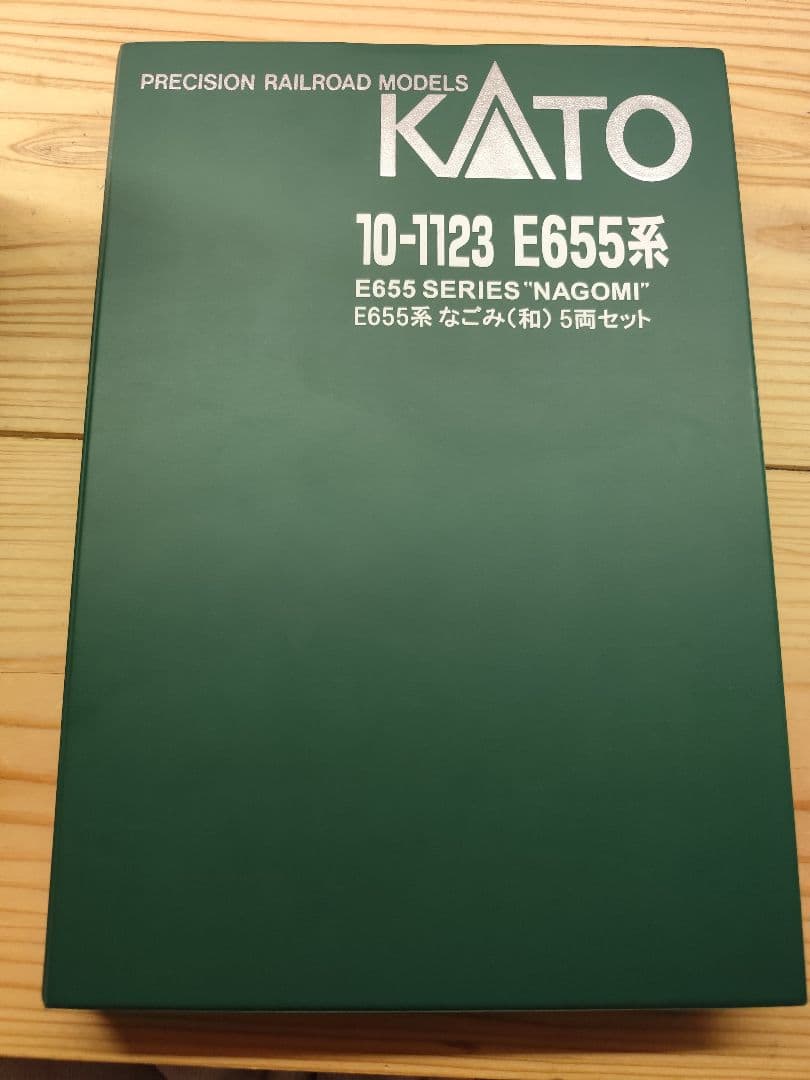 PRECISION RAILROAD MODELS
KATO
10-1123 E655系
E655 SERIES "NAGOMI"
E655系 なごみ(和) 5両セット